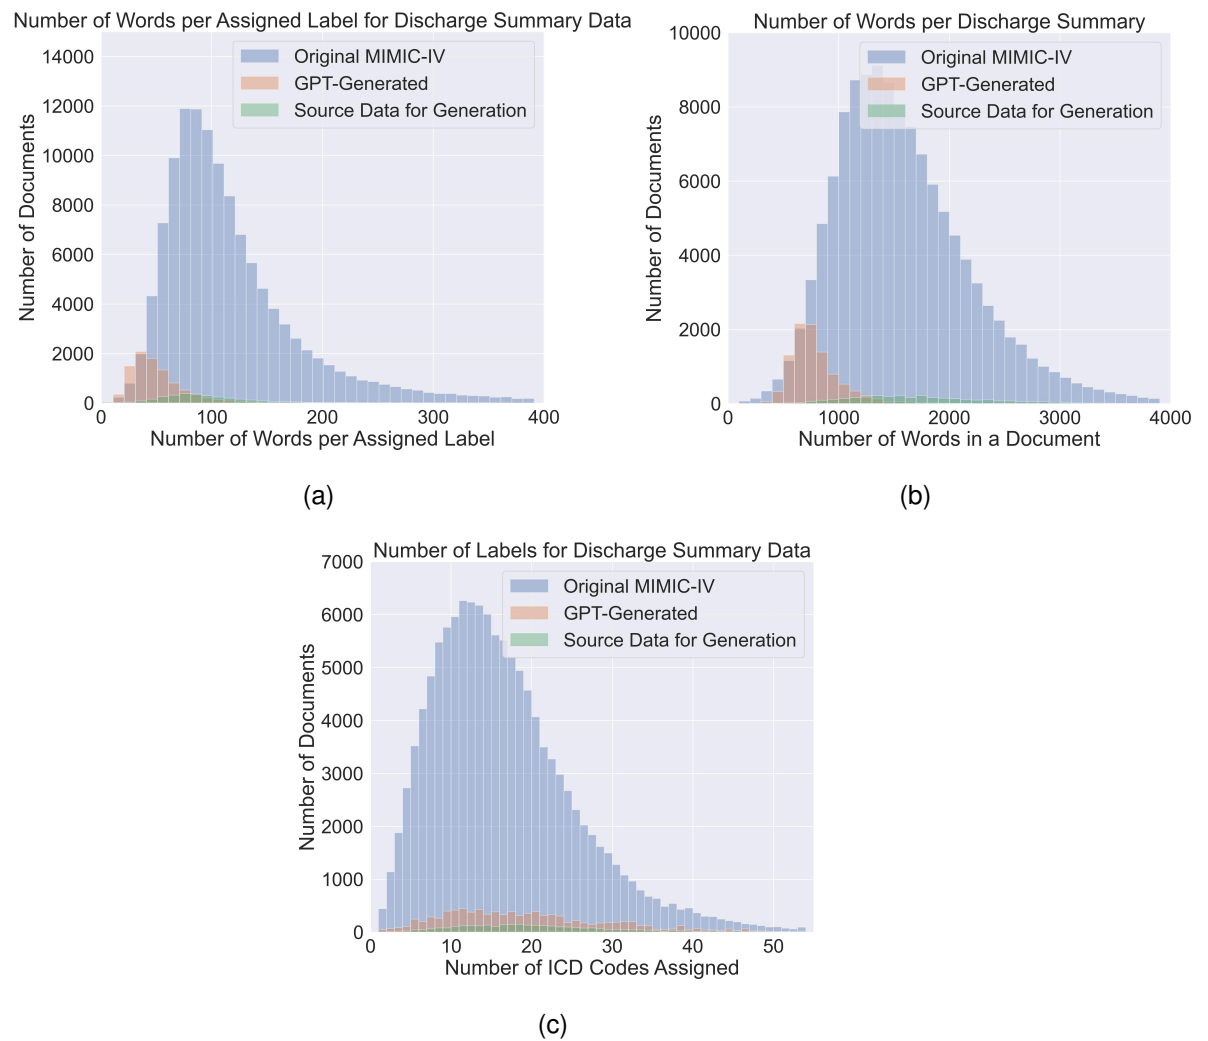 Number of Words per Assigned Label for Discharge Summary Data
14000
12000
10000
8000
6000
4000
2000
0
Number of Documents
Original MIMIC-IV
GPT-Generated
Source Data for Generation
0 100 200 300 400
Number of Words per Assigned Label
(a)
Number of Words per Discharge Summary
10000
8000
6000
4000
2000
0
Number of Documents
Original MIMIC-IV
GPT-Generated
Source Data for Generation
0 1000 2000 3000 4000
Number of Words in a Document
(b)
Number of Labels for Discharge Summary Data
7000
6000
5000
4000
3000
2000
1000
0
Number of Documents
Original MIMIC-IV
GPT-Generated
Source Data for Generation
0 10 20 30 40 50
Number of ICD Codes Assigned
(c)